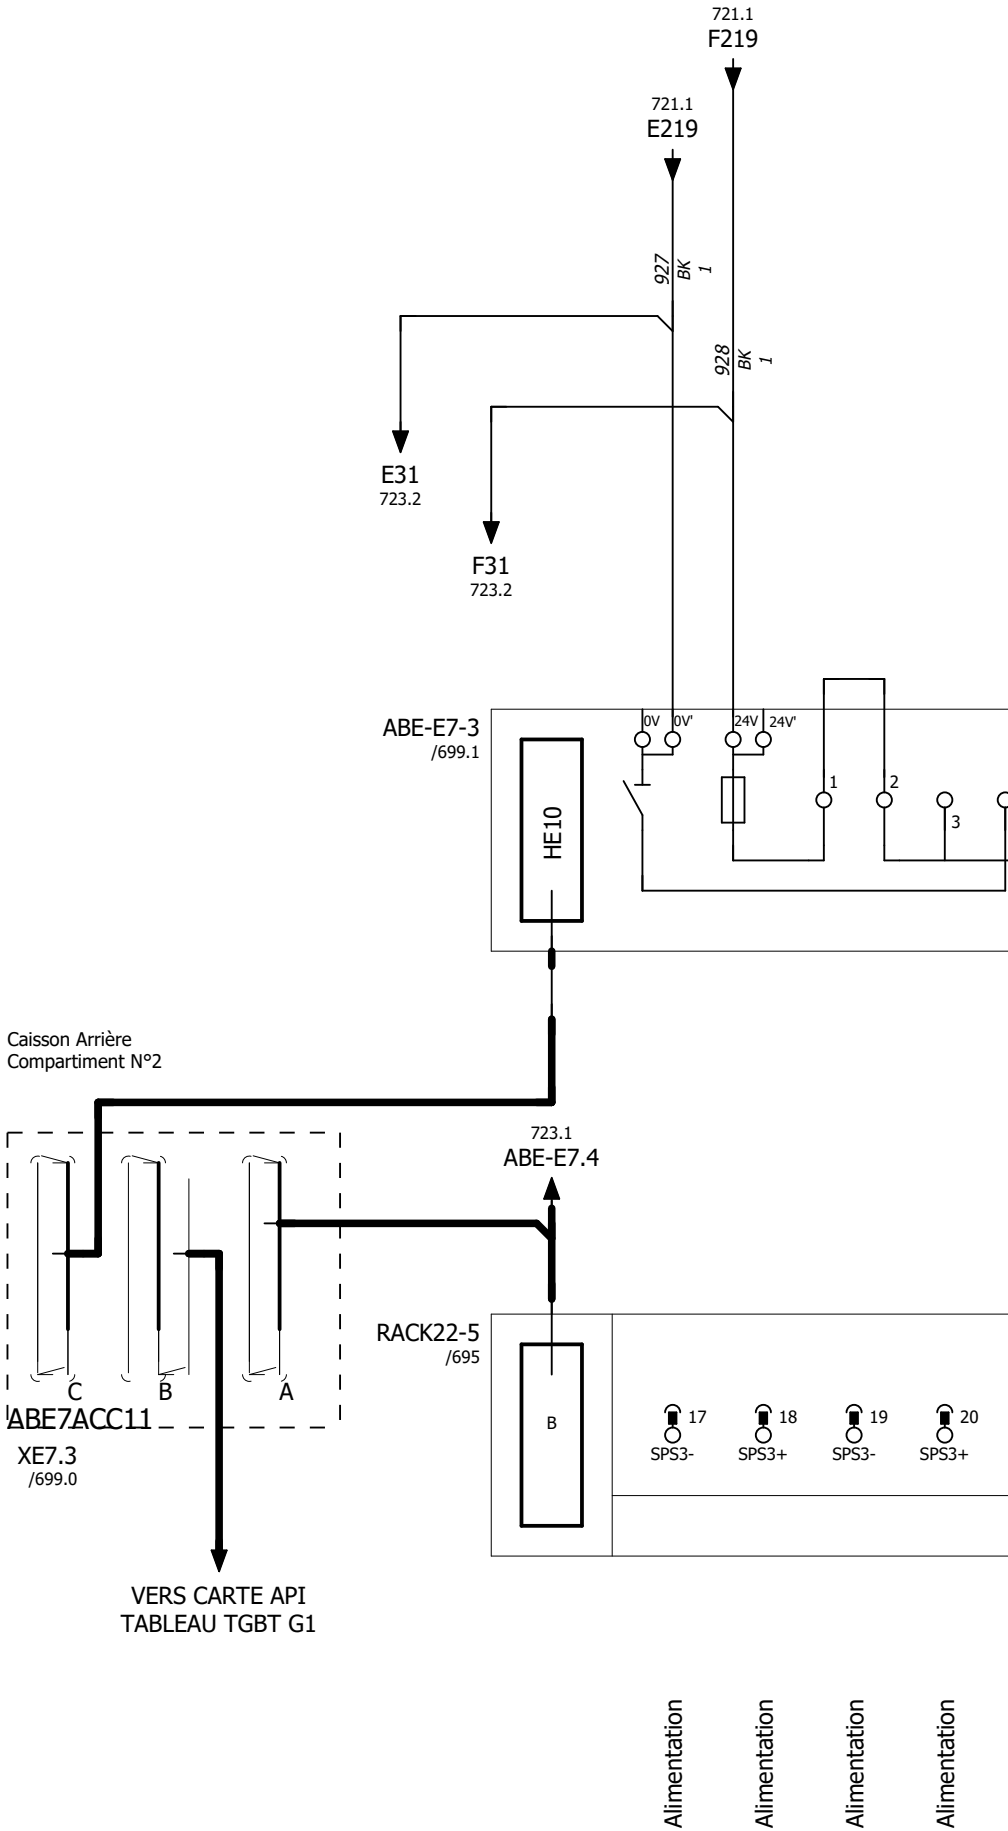 721.1
F219
721.1
E219
927
BK
1
928
BK
1
E31
723.2
F31
723.2
ABE-E7-3
/699.1
0V
0V'
24V
24V'
HE10
1
2
3
Caisson Arrière
Compartiment N°2
723.1
ABE-E7.4
C
B
A
ABE7ACC11
XE7.3
/699.0
RACK22-5
/695
B
17
18
19
20
SPS3-
SPS3+
SPS3-
SPS3+
VERS CARTE API
TABLEAU TGBT G1
Alimentation
Alimentation
Alimentation
Alimentation